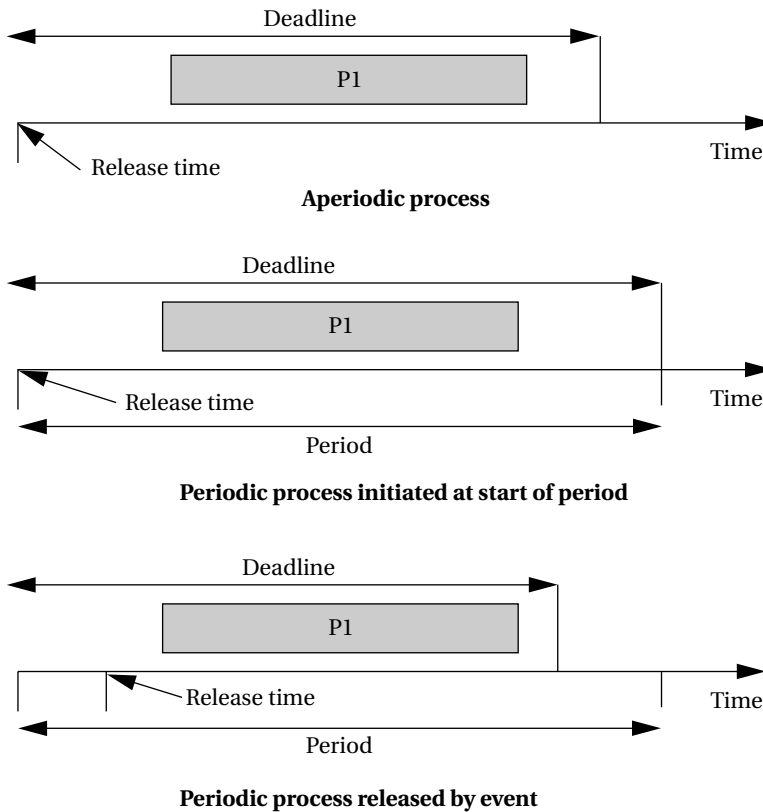 Deadline
P1
Time
Release time
Aperiodic process
Deadline
P1
Time
Release time
Period
Periodic process initiated at start of period
Deadline
P1
Release time
Time
Period
Periodic process released by event